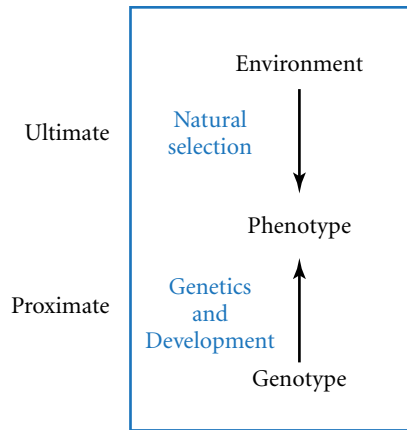 Environment
Ultimate
Natural
selection
Phenotype
Proximate
Genetics
and
Development
Genotype